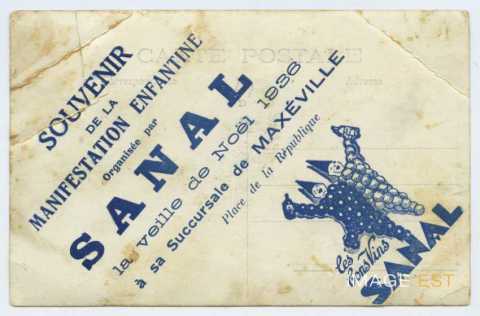 CARTE POSTALE
SOUVENIR
DE LA
MANIFESTATION ENFANTINE
Organisée par
SANAL
la veille de Noël 1936
à sa Succursale de MAXÉVILLE
Place de la République
Les
Bons Vins
SANAL
IMAGE'EST